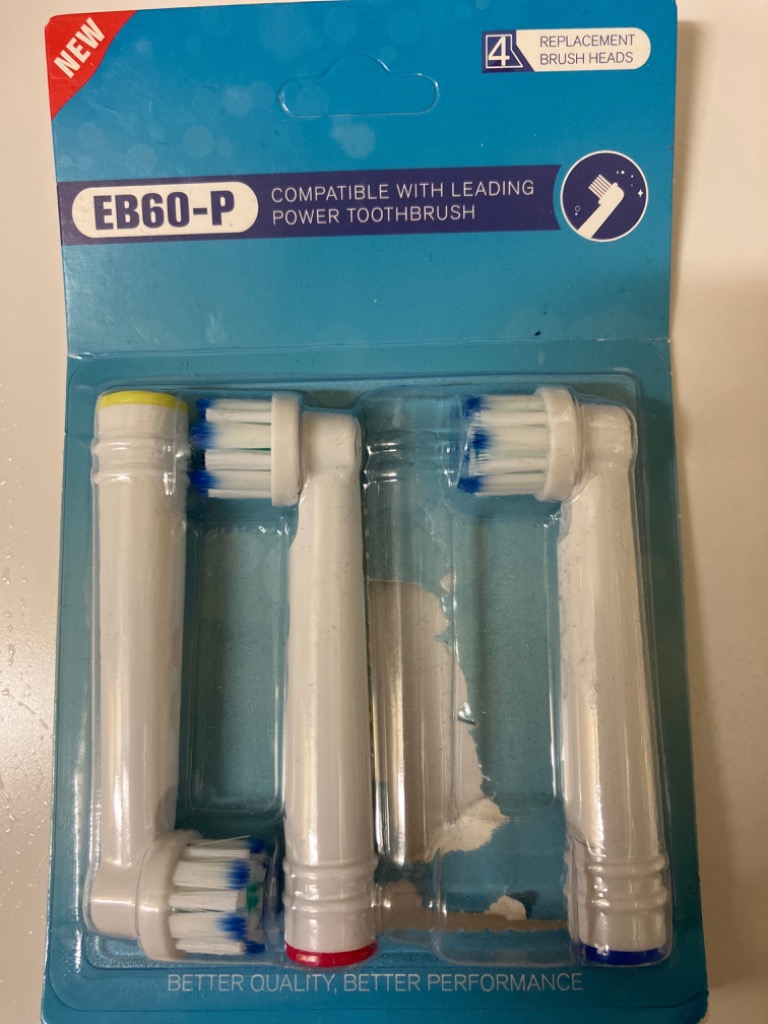 NEW
4
REPLACEMENT
BRUSH HEADS
EB60-P
COMPATIBLE WITH LEADING
POWER TOOTHBRUSH
BETTER QUALITY, BETTER PERFORMANCE